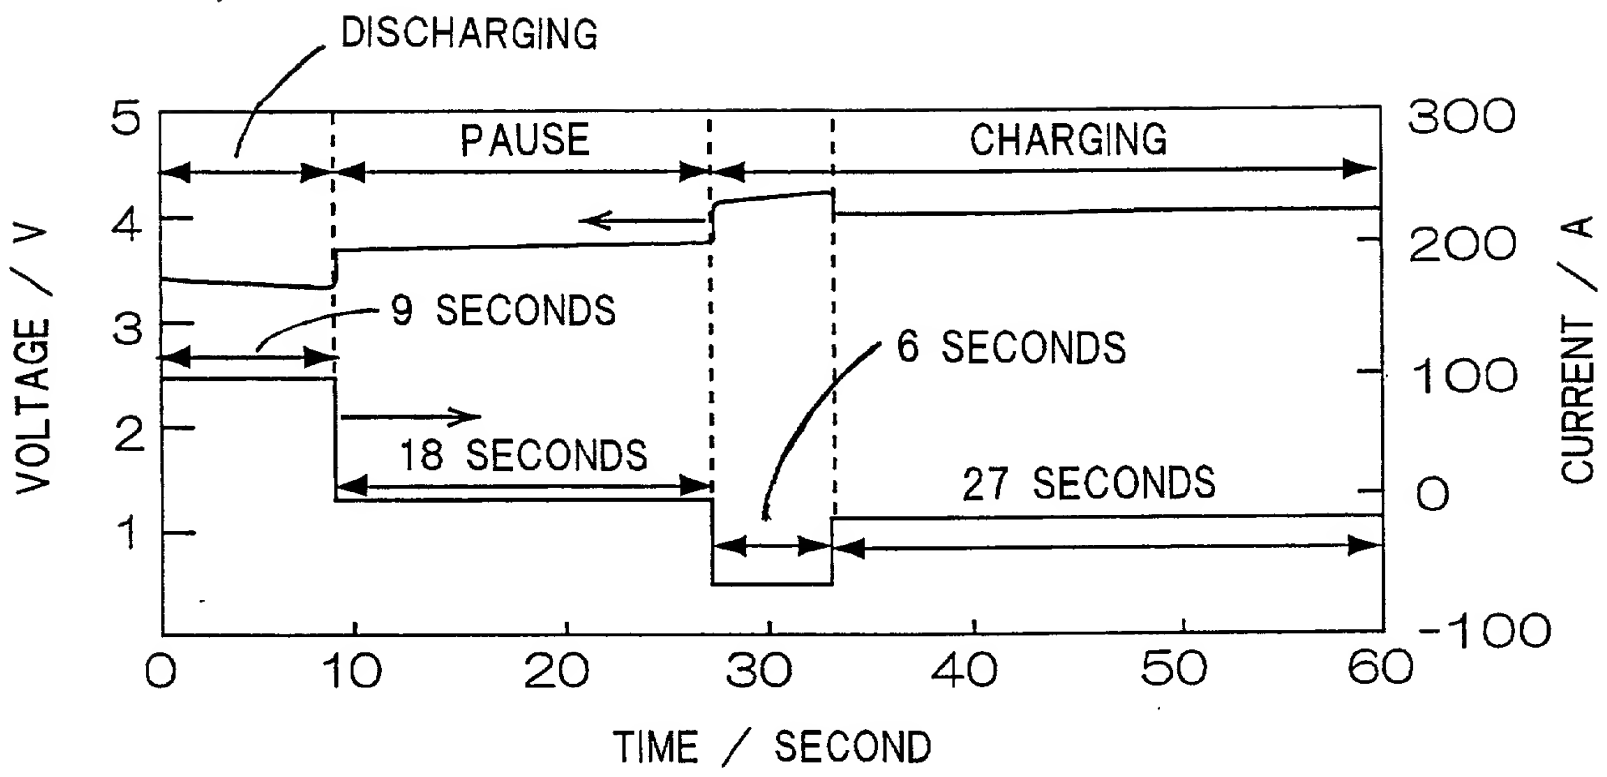 DISCHARGING
5
300
PAUSE
CHARGING
4
200
9 SECONDS
3
6 SECONDS
100
2
18 SECONDS
27 SECONDS
0
1
-100
0 10 20 30 40 50 60
TIME / SECOND
VOLTAGE / V
CURRENT / A